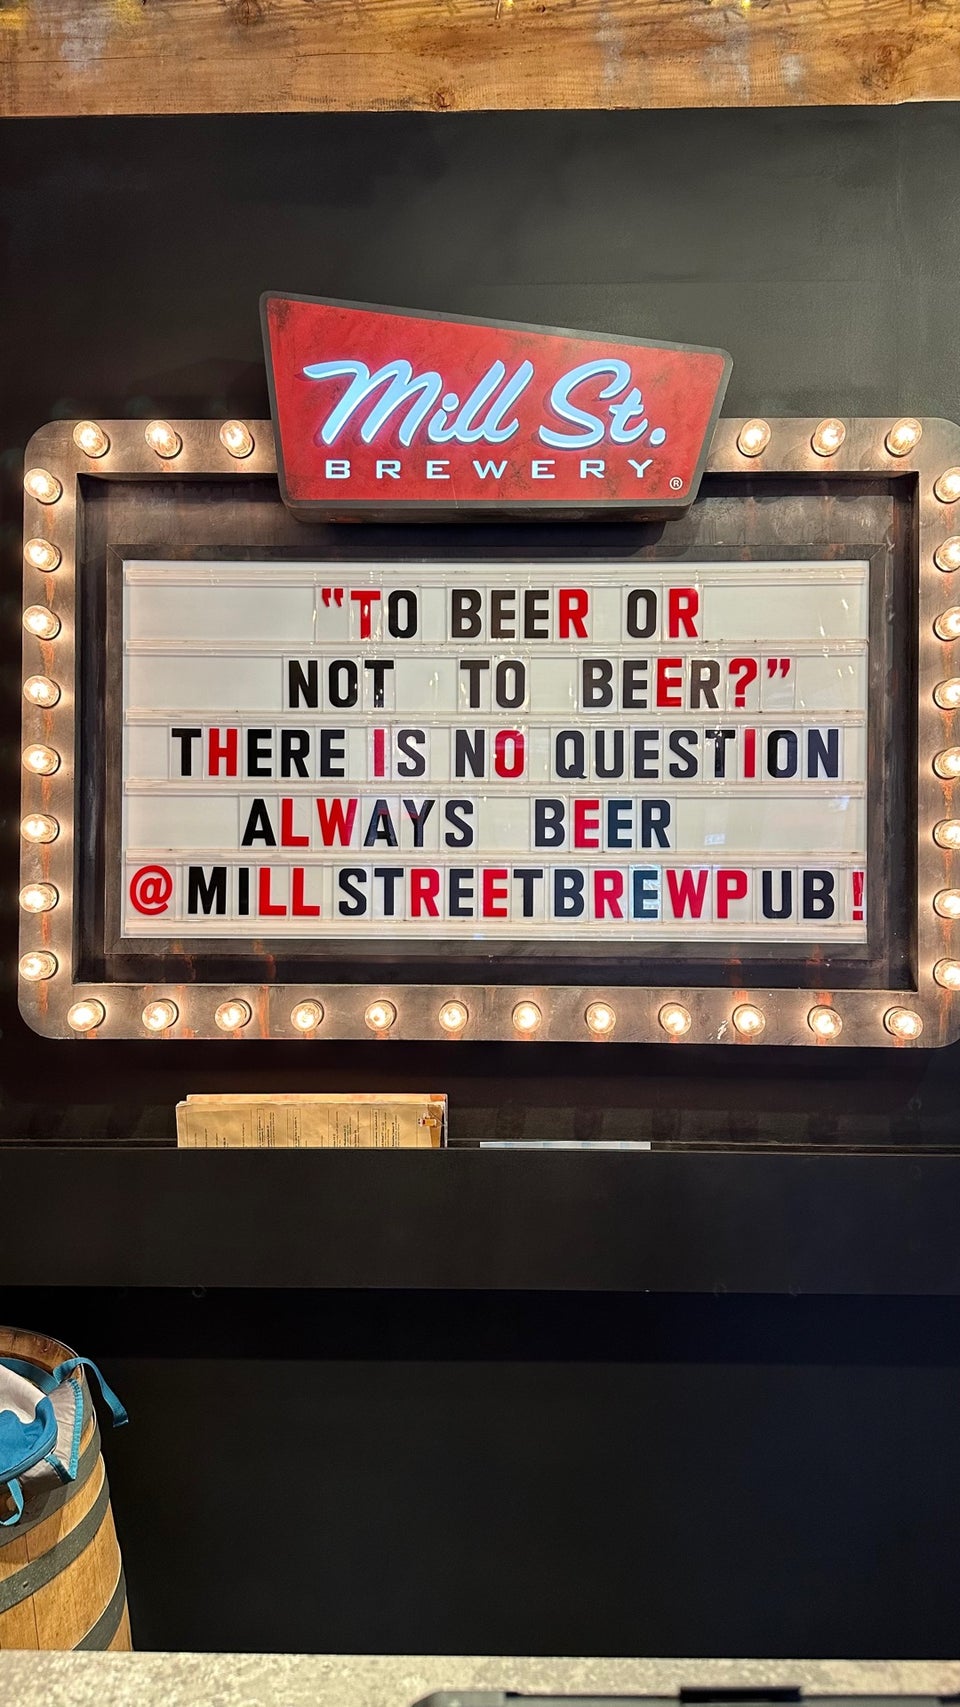 Mill St.
BREWERY
®
"TO BEER OR
NOT TO BEER?"
THERE IS NO QUESTION
ALWAYS BEER
@MILL STREETBREWPUB!